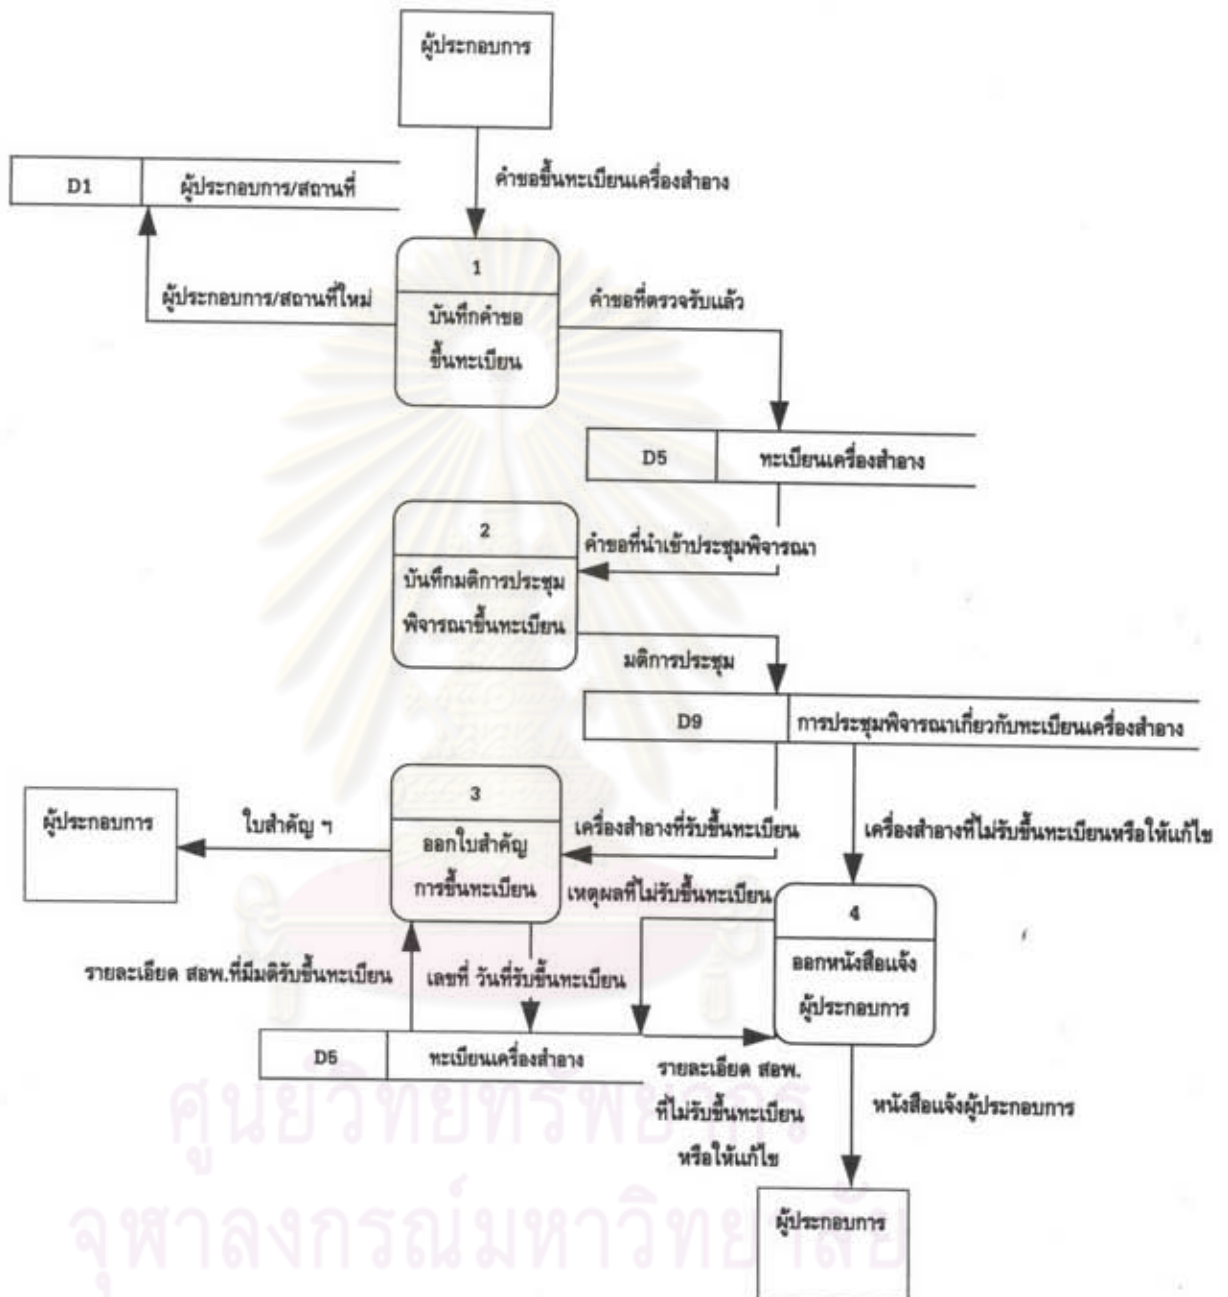 ผู้ประกอบการ
คำขอขึ้นทะเบียนเครื่องสำอาง
D1 ผู้ประกอบการ/สถานที่
1
ผู้ประกอบการ/สถานที่ใหม่
คำขอที่ตรวจรับแล้ว
บันทึกคำขอ
ขึ้นทะเบียน
D5 ทะเบียนเครื่องสำอาง
2
คำขอที่นำเข้าประชุมพิจารณา
บันทึกมติการประชุม
พิจารณาขึ้นทะเบียน
มติการประชุม
D9 การประชุมพิจารณาเกี่ยวกับทะเบียนเครื่องสำอาง
3
ผู้ประกอบการ
ใบสำคัญ ฯ
ออกใบสำคัญ
การขึ้นทะเบียน
เครื่องสำอางที่รับขึ้นทะเบียน
เครื่องสำอางที่ไม่รับขึ้นทะเบียนหรือให้แก้ไข
เหตุผลที่ไม่รับขึ้นทะเบียน
4
ออกหนังสือแจ้ง
ผู้ประกอบการ
รายละเอียด สอพ.ที่มีมติรับขึ้นทะเบียน
เลขที่ วันที่รับขึ้นทะเบียน
D5 ทะเบียนเครื่องสำอาง
รายละเอียด สอพ.
ที่ไม่รับขึ้นทะเบียน
หรือให้แก้ไข
หนังสือแจ้งผู้ประกอบการ
ผู้ประกอบการ
ศูนย์วิทยทรัพยากร
จุฬาลงกรณ์มหาวิทยาลัย